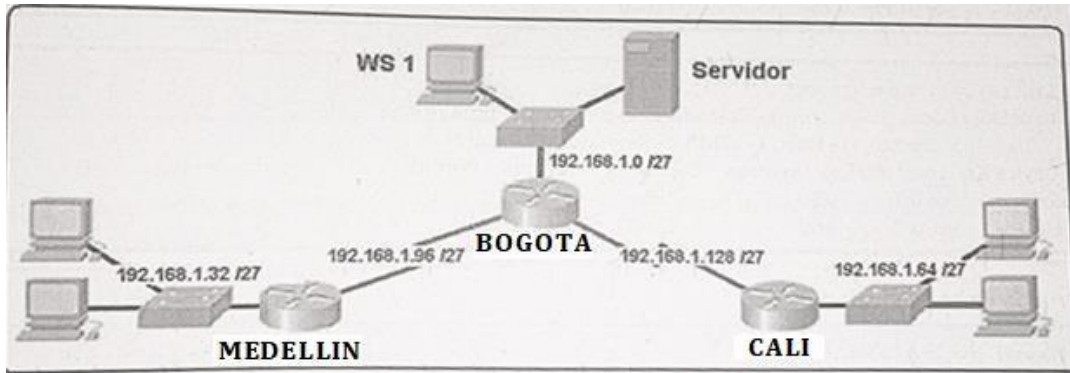 WS 1
Servidor
192.168.1.0 /27
BOGOTA
192.168.1.96 /27
192.168.1.128 /27
192.168.1.32 /27
192.168.1.64 /27
MEDELLIN
CALI